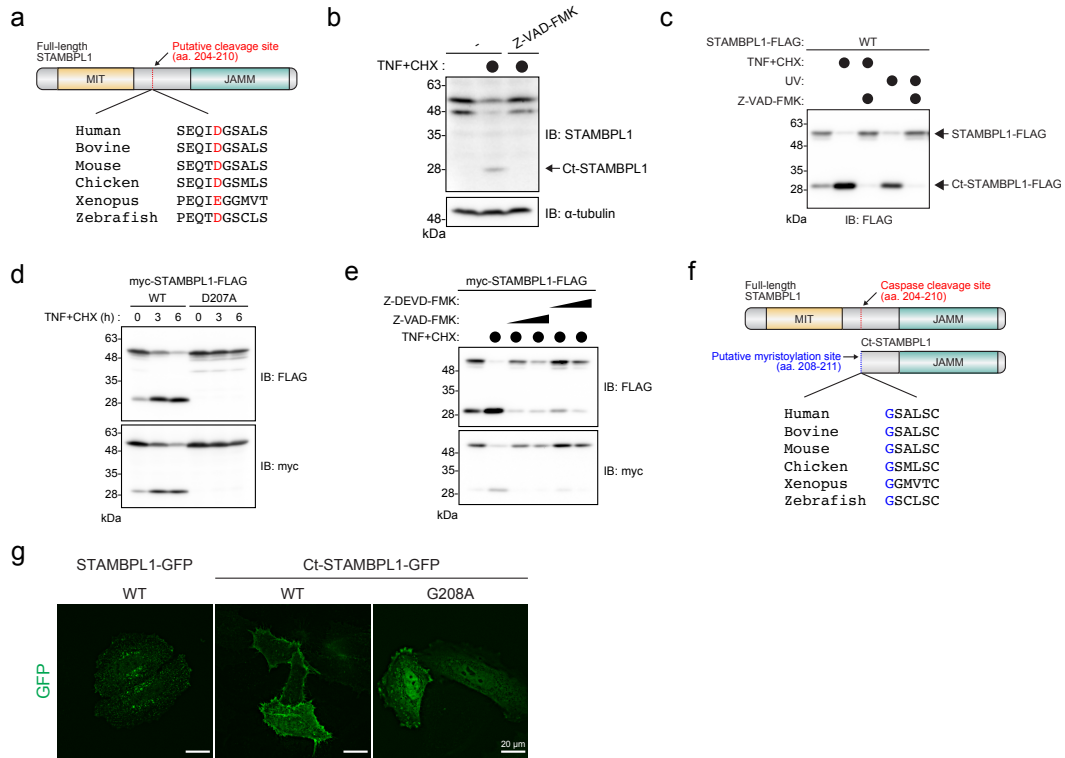 a
Full-length
STAMBPL1
Putative cleavage site
(aa. 204-210)
MIT
JAMM
Human SEQIDGSALS
Bovine SEQIDGSALS
Mouse SEQTDGSALS
Chicken SEQIDGSMLS
Xenopus PEQIEGGMVT
Zebrafish PEQTDGSCLS
b
- Z-VAD-FMK
TNF+CHX :
63-
48-
35-
28-
IB: STAMBPL1
Ct-STAMBPL1
48-
IB: α-tubulin
kDa
c
STAMBPL1-FLAG: WT
TNF+CHX:
UV:
Z-VAD-FMK:
63-
48-
35-
28-
STAMBPL1-FLAG
Ct-STAMBPL1-FLAG
kDa
IB: FLAG
d
myc-STAMBPL1-FLAG
WT D207A
TNF+CHX (h) 0 3 6 0 3 6
63-
48-
35-
28-
IB: FLAG
63-
48-
35-
28-
IB: myc
kDa
e
myc-STAMBPL1-FLAG
Z-DEVD-FMK:
Z-VAD-FMK:
TNF+CHX:
63-
48-
35-
28-
IB: FLAG
63-
48-
35-
28-
IB: myc
kDa
f
Full-length
STAMBPL1
Caspase cleavage site
(aa. 204-210)
MIT
JAMM
Ct-STAMBPL1
Putative myristoylation site
(aa. 208-211)
JAMM
Human GSALSC
Bovine GSALSC
Mouse GSALSC
Chicken GSMLSC
Xenopus GGMVTC
Zebrafish GSCLSC
g
STAMBPL1-GFP Ct-STAMBPL1-GFP
WT WT G208A
GFP
20 μm